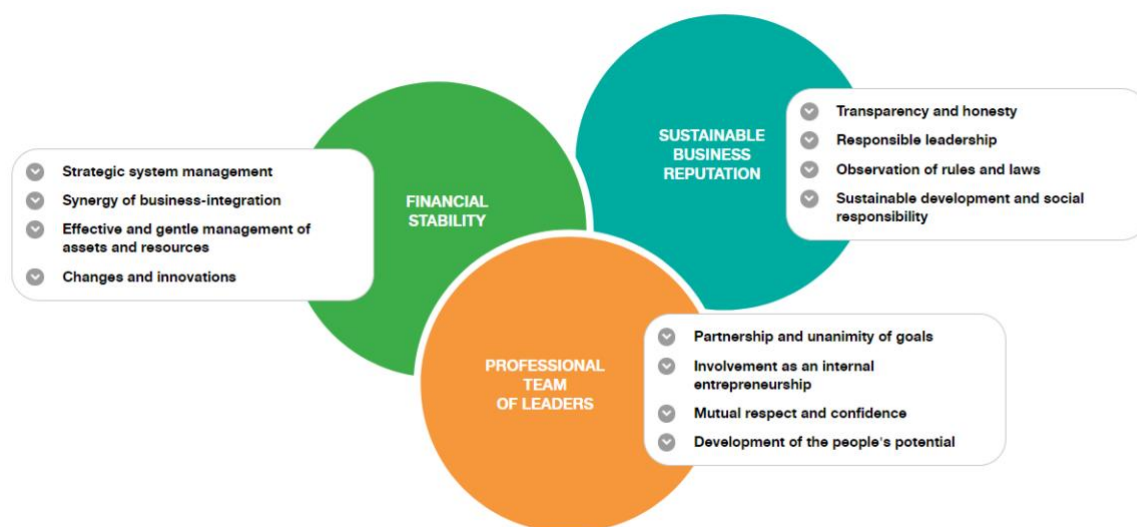 FINANCIAL
STABILITY
Strategic system management
Synergy of business-integration
Effective and gentle management of
assets and resources
Changes and innovations
SUSTAINABLE
BUSINESS
REPUTATION
Transparency and honesty
Responsible leadership
Observation of rules and laws
Sustainable development and social
responsibility
PROFESSIONAL
TEAM
OF LEADERS
Partnership and unanimity of goals
Involvement as an internal
entrepreneurship
Mutual respect and confidence
Development of the people's potential